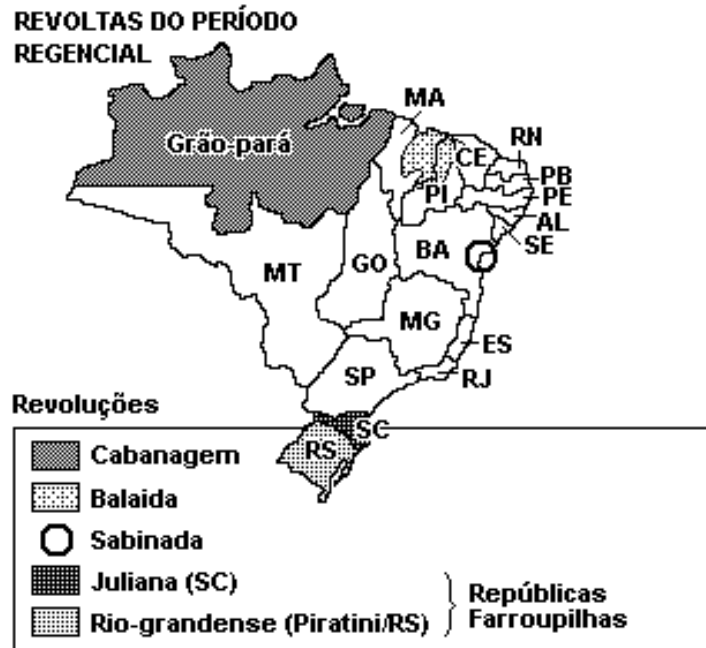 REVOLTAS DO PERÍODO
REGENCIAL
MA
Grão-pará
CE
RN
PB
PI
PE
AL
SE
BA
GO
MT
MG
ES
SP
RJ
Revoluções
SC
RS
Cabanagem
Balaida
Sabinada
Juliana (SC)
Rio-grandense (Piratini/RS)
Repúblicas
Farroupilhas